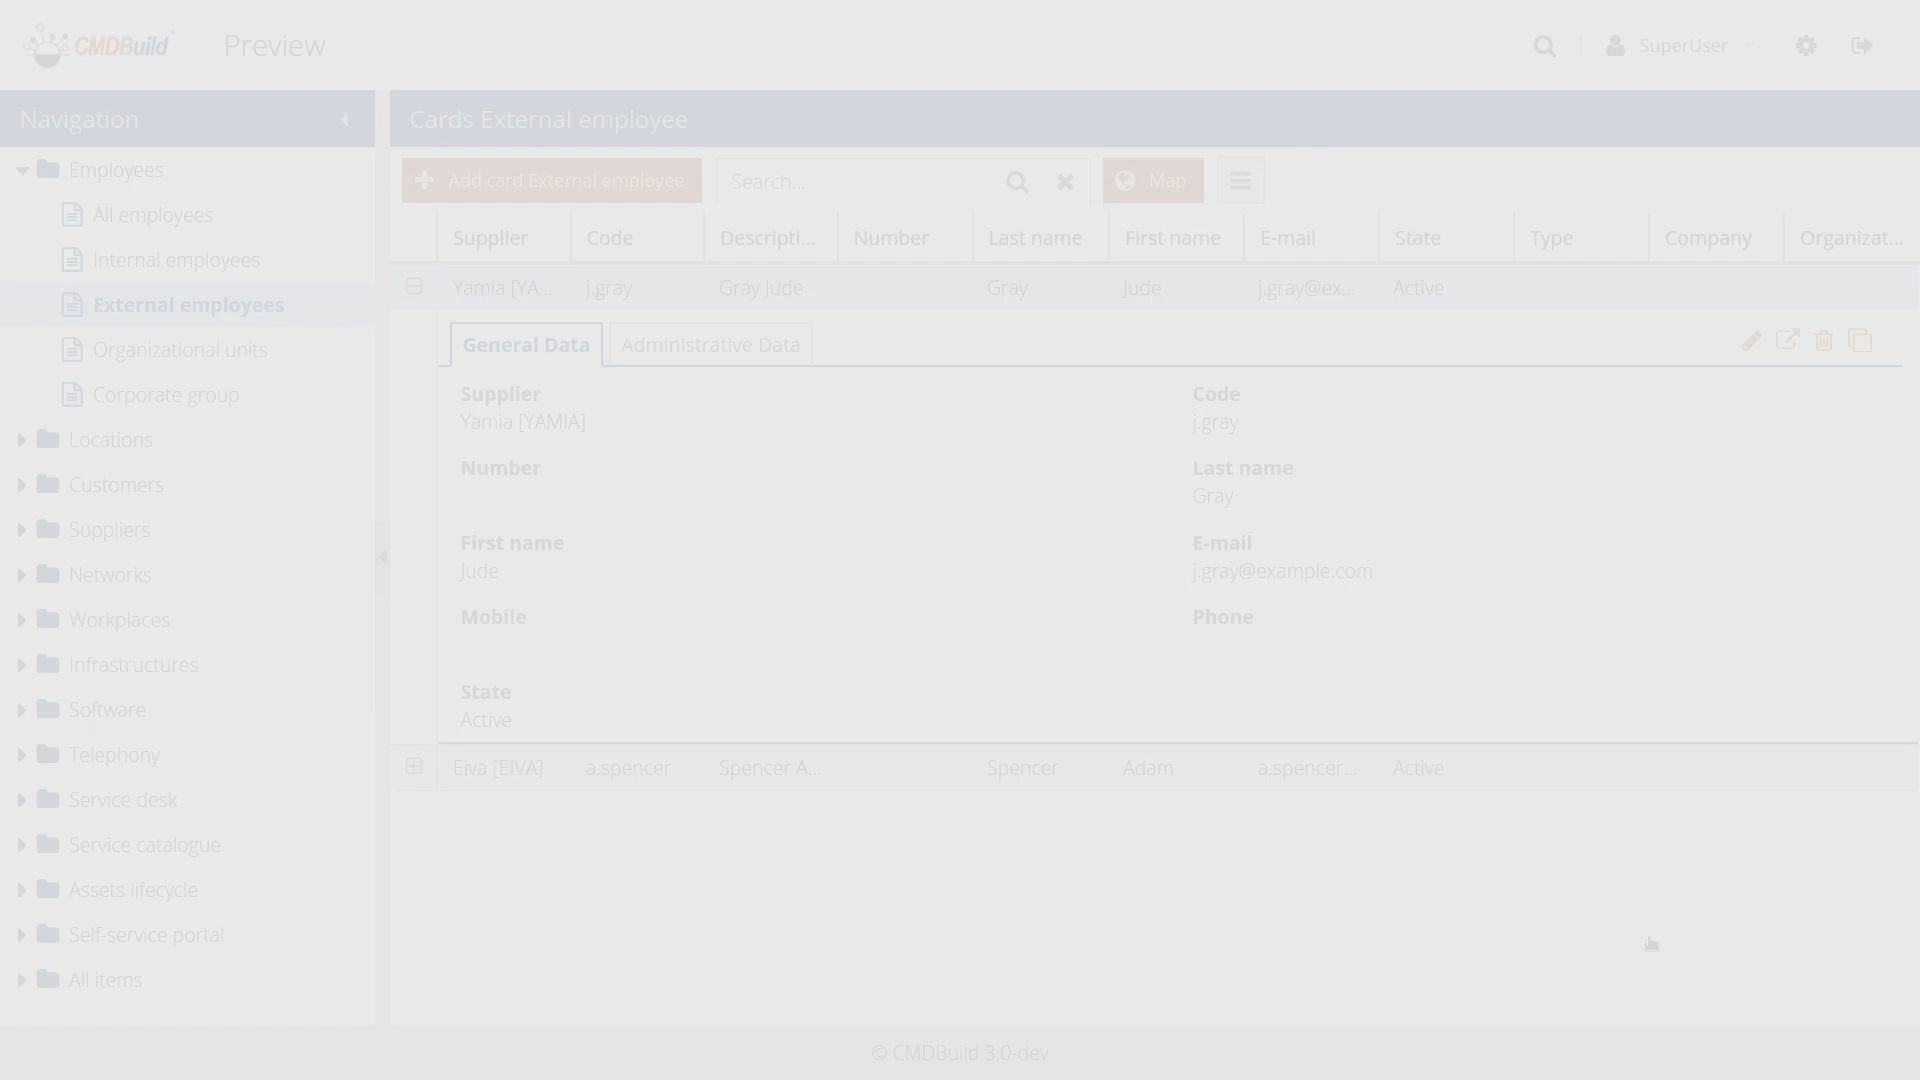 CMDBuild Preview SuperUser
Navigation
Employees
All employees
Internal employees
External employees
Organizational units
Corporate group
Locations
Customers
Suppliers
Networks
Workplaces
Infrastructures
Software
Telephony
Service desk
Service catalogue
Assets lifecycle
Self-service portal
All items
Cards External employee
Add card External employee Search... Map
Supplier Code Descripti... Number Last name First name E-mail State Type Company Organizat...
Yamia [YA... j.gray Gray Jude Gray Jude j.gray@ex... Active
General Data Administrative Data
Supplier Code
Yamia [YAMIA] j.gray
Number Last name
Gray
First name E-mail
Jude j.gray@example.com
Mobile Phone
State
Active
Eiva [EIVA] a.spencer Spencer A... Spencer Adam a.spencer... Active
© CMDBuild 3.0-dev